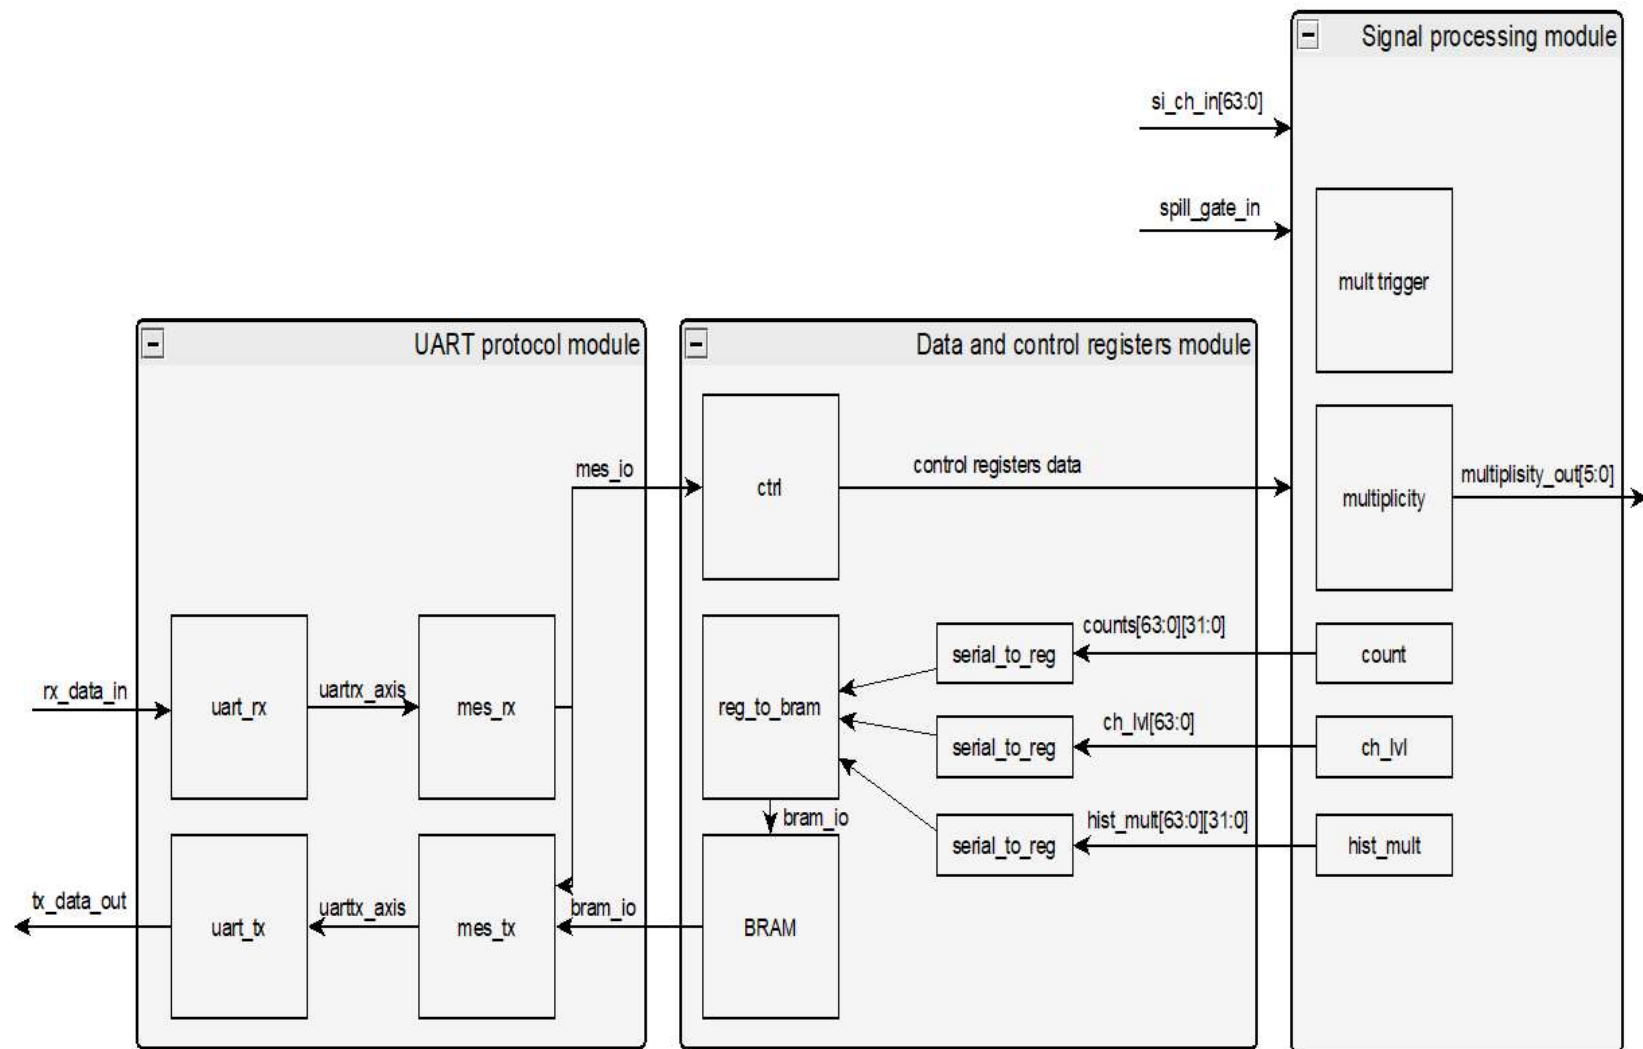 Signal processing module
si_ch_in[63:0]
spill_gate_in
mult trigger
UART protocol module
Data and control registers module
mes_io
ctrl
control registers data
multiplicity
multiplisity_out[5:0]
rx_data_in
uart_rx
uartrx_axis
mes_rx
reg_to_bram
serial_to_reg
counts[63:0][31:0]
count
serial_to_reg
ch_lvl[63:0]
ch_lvl
bram_io
serial_to_reg
hist_mult[63:0][31:0]
hist_mult
tx_data_out
uart_tx
uarttx_axis
mes_tx
bram_io
BRAM